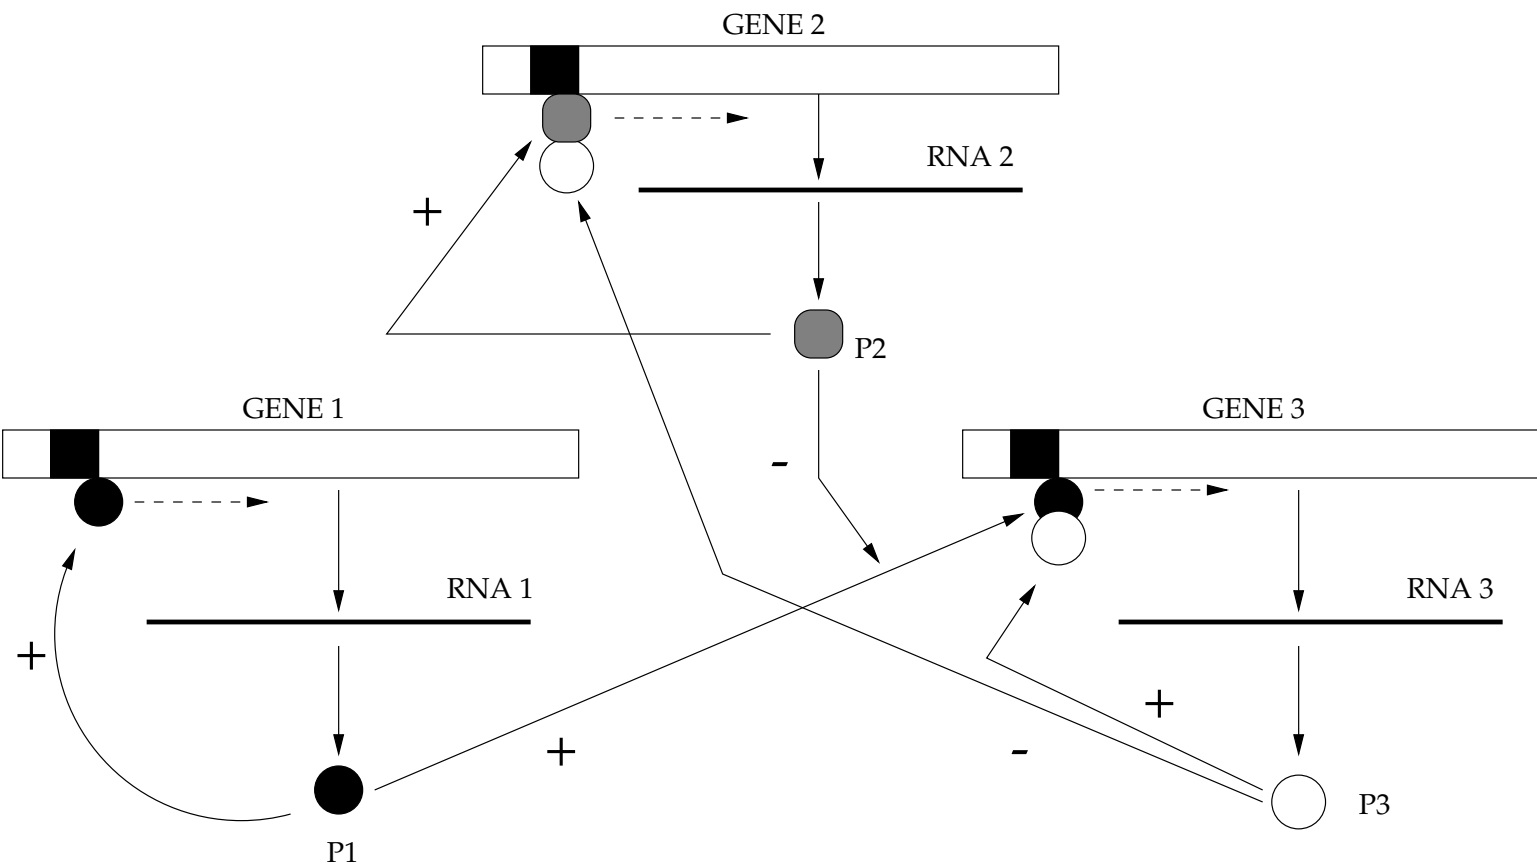 GENE 2
RNA 2
+
P2
GENE 1
GENE 3
-
RNA 1
RNA 3
+
+
+
-
P3
P1